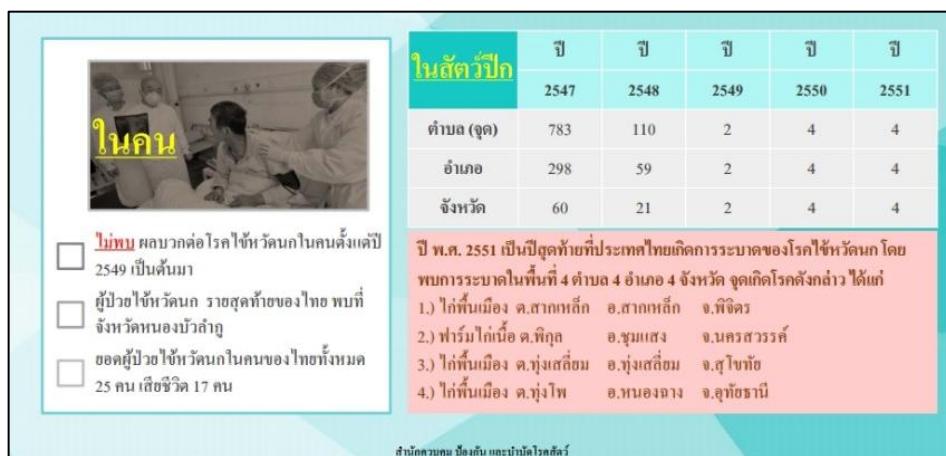 ในคน
ไม่พบ ผลบวกต่อโรคไข้หวัดนกในคนตั้งแต่ปี
2549 เป็นต้นมา
ผู้ป่วยไข้หวัดนก รายสุดท้ายของไทย พบที่
จังหวัดหนองบัวลำภู
ยอดผู้ป่วยไข้หวัดนกในคนของไทยทั้งหมด
25 คน เสียชีวิต 17 คน
ในสัตว์ปีก ปี ปี ปี ปี ปี
2547 2548 2549 2550 2551
ตำบล (จุด) 783 110 2 4 4
อำเภอ 298 59 2 4 4
จังหวัด 60 21 2 4 4
ปี พ.ศ. 2551 เป็นปีสุดท้ายที่ประเทศไทยเกิดการระบาดของโรคไข้หวัดนก โดย
พบการระบาดในพื้นที่ 4 ตำบล 4 อำเภอ 4 จังหวัด จุดเกิดโรคดังกล่าว ได้แก่
1.) ไก่พื้นเมือง ต.สากเหล็ก อ.สากเหล็ก จ.พิจิตร
2.) ฟาร์มไก่เนื้อ ต.พิกุล อ.ชุมแสง จ.นครสวรรค์
3.) ไก่พื้นเมือง ต.ทุ่งเสลี่ยม อ.ทุ่งเสลี่ยม จ.สุโขทัย
4.) ไก่พื้นเมือง ต.ทุ่งโพ อ.หนองฉาง จ.อุทัยธานี
สำนักควบคุม ป้องกัน และบำบัดโรคสัตว์